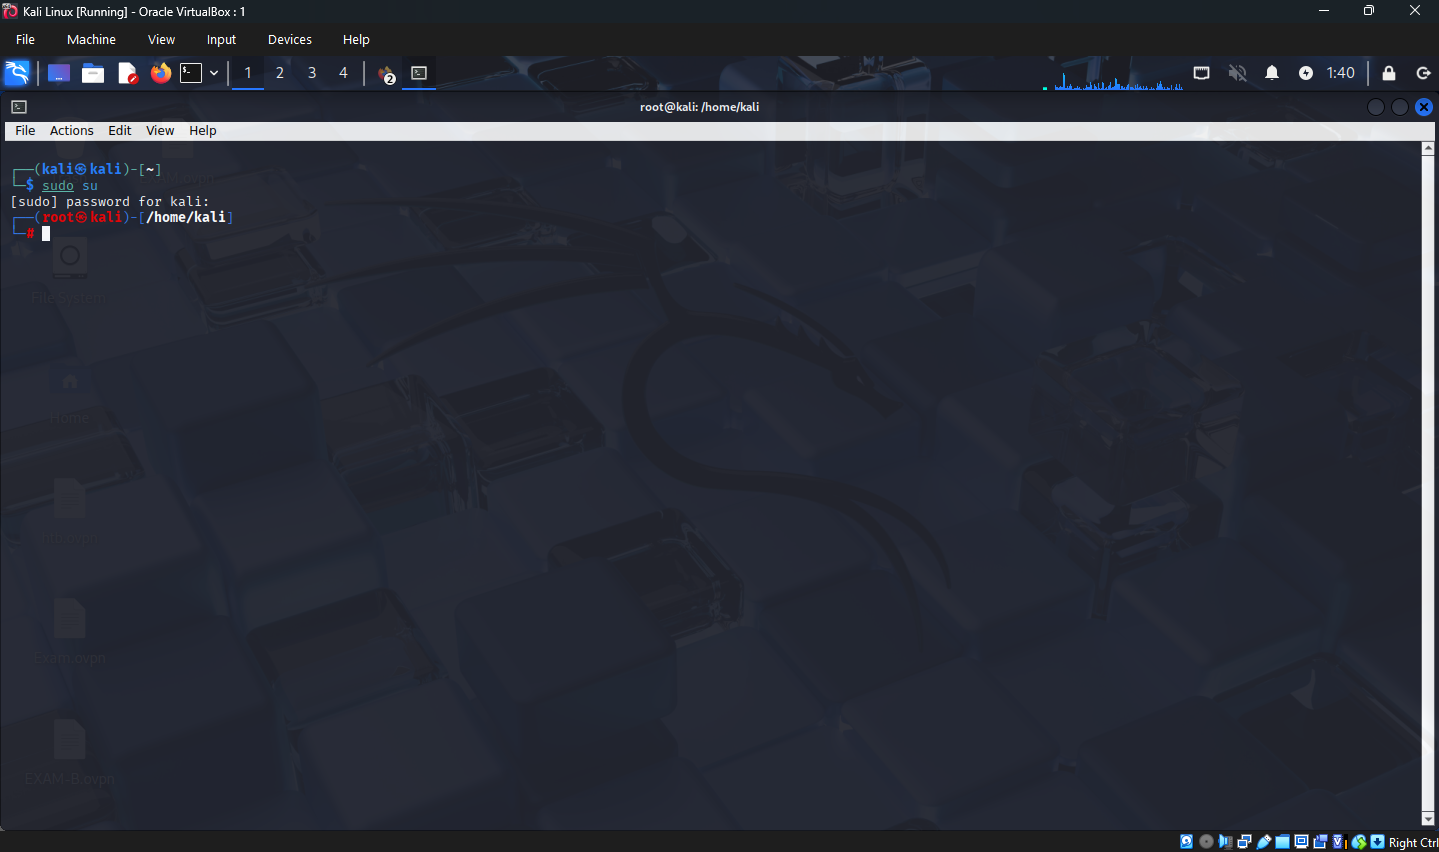 Kali Linux [Running] - Oracle VirtualBox : 1
File Machine View Input Devices Help
1 2 3 4 2 1:40
root@kali: /home/kali
File Actions Edit View Help
┌──(kali㉿kali)-[~]
└─$ sudo su
[sudo] password for kali:
┌──(root㉿kali)-[/home/kali]
└─#
File System
Home
Exam.ovpn
EXAM-B.ovpn
Right Ctrl